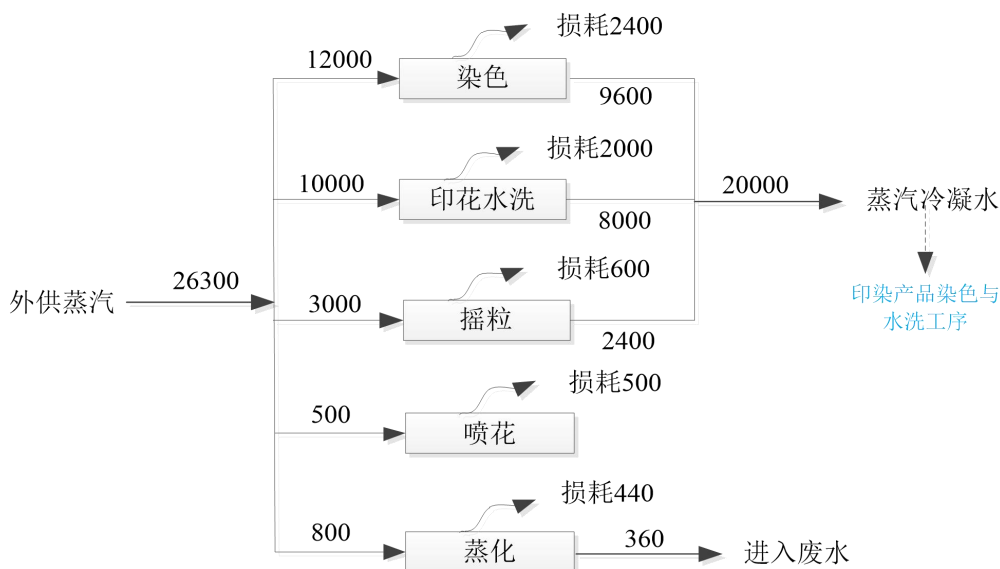 损耗2400
12000
染色
9600
损耗2000
10000
印花水洗
8000
20000
蒸汽冷凝水
印染产品染色与
水洗工序
外供蒸汽
26300
损耗600
3000
摇粒
2400
损耗500
500
喷花
损耗440
800
蒸化
360
进入废水